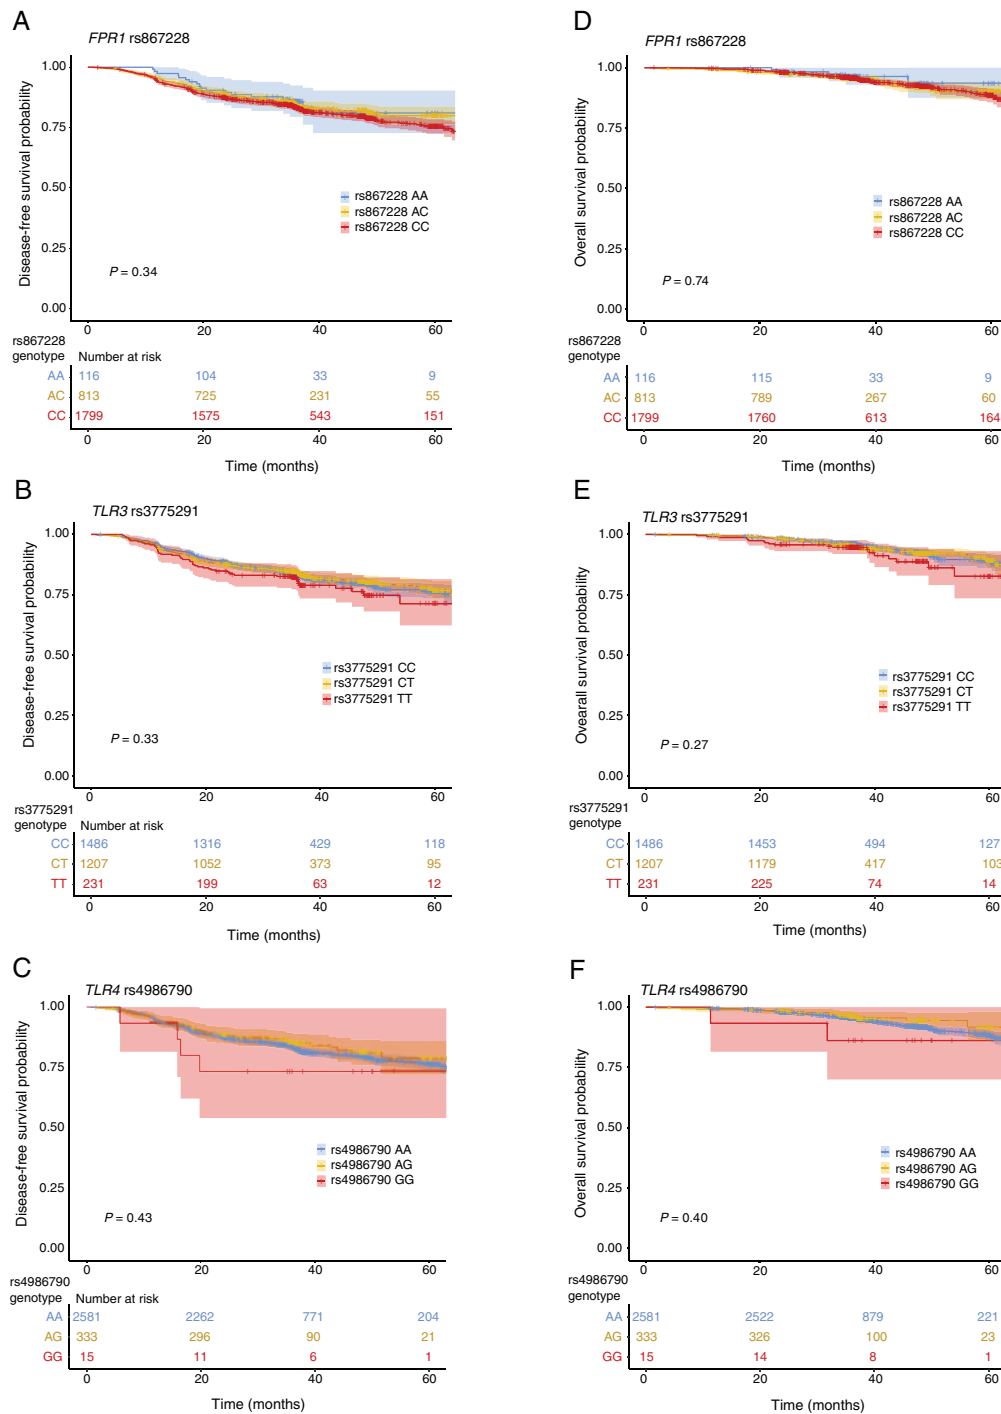 A
FPR1 rs867228
1.00
0.75
0.50
0.25
0.00
Disease-free survival probability
rs867228 AA
rs867228 AC
rs867228 CC
P = 0.34
0 20 40 60
rs867228
genotype Number at risk
AA 116 104 33 9
AC 813 725 231 55
CC 1799 1575 543 151
0 20 40 60
Time (months)
D
FPR1 rs867228
1.00
0.75
0.50
0.25
0.00
Overall survival probability
rs867228 AA
rs867228 AC
rs867228 CC
P = 0.74
0 20 40 60
rs867228
genotype
AA 116 115 33 9
AC 813 789 267 60
CC 1799 1760 613 164
0 20 40 60
Time (months)
B
TLR3 rs3775291
1.00
0.75
0.50
0.25
0.00
Disease-free survival probability
rs3775291 CC
rs3775291 CT
rs3775291 TT
P = 0.33
0 20 40 60
rs3775291
genotype Number at risk
CC 1486 1316 429 118
CT 1207 1052 373 95
TT 231 199 63 12
0 20 40 60
Time (months)
E
TLR3 rs3775291
1.00
0.75
0.50
0.25
0.00
Ovearall survival probability
rs3775291 CC
rs3775291 CT
rs3775291 TT
P = 0.27
0 20 40 60
rs3775291
genotype
CC 1486 1453 494 127
CT 1207 1179 417 103
TT 231 225 74 14
0 20 40 60
Time (months)
C
TLR4 rs4986790
1.00
0.75
0.50
0.25
0.00
Disease-free survival probability
rs4986790 AA
rs4986790 AG
rs4986790 GG
P = 0.43
0 20 40 60
rs4986790
genotype Number at risk
AA 2581 2262 771 204
AG 333 296 90 21
GG 15 11 6 1
0 20 40 60
Time (months)
F
TLR4 rs4986790
1.00
0.75
0.50
0.25
0.00
Overall survival probability
rs4986790 AA
rs4986790 AG
rs4986790 GG
P = 0.40
0 20 40 60
rs4986790
genotype
AA 2581 2522 879 221
AG 333 326 100 23
GG 15 14 8 1
0 20 40 60
Time (months)